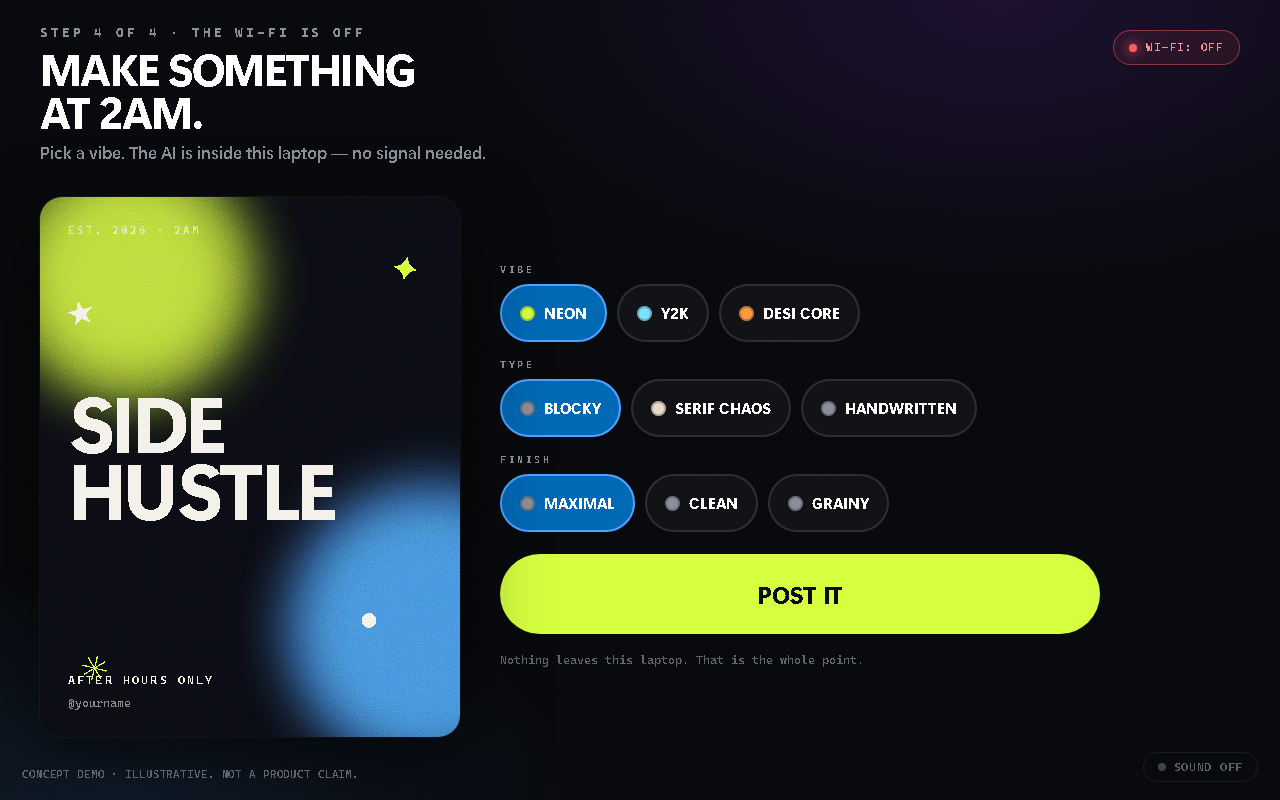 STEP 4 OF 4 · THE WI-FI IS OFF
WI-FI: OFF
MAKE SOMETHING
AT 2AM.
Pick a vibe. The AI is inside this laptop — no signal needed.
EST. 2026 · 2AM
SIDE
HUSTLE
AFTER HOURS ONLY
@yourname
VIBE
NEON
Y2K
DESI CORE
TYPE
BLOCKY
SERIF CHAOS
HANDWRITTEN
FINISH
MAXIMAL
CLEAN
GRAINY
POST IT
Nothing leaves this laptop. That is the whole point.
CONCEPT DEMO · ILLUSTRATIVE. NOT A PRODUCT CLAIM.
SOUND OFF